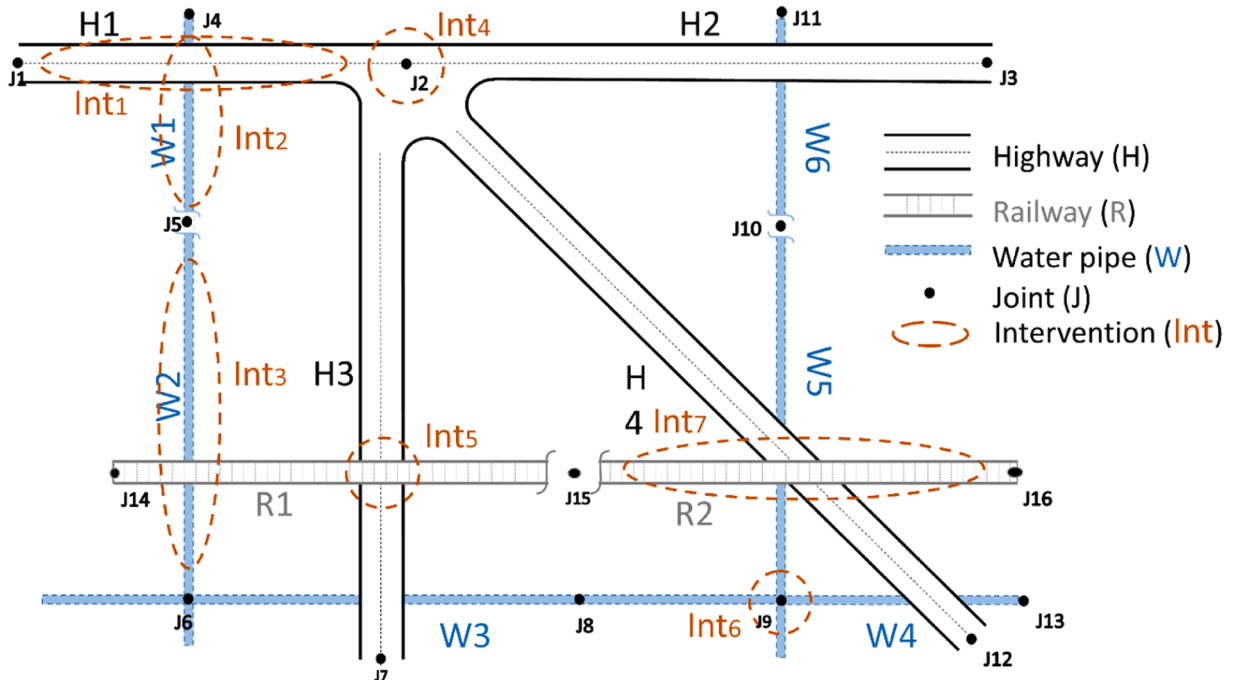 H1
J4
Int4
H2
J11
J1
J2
J3
Int1
W1
Int2
W6
Highway (H)
Railway (R)
Water pipe (W)
Joint (J)
Intervention (Int)
J5
J10
W2
Int3
H3
H
4
Int7
W5
Int5
J14
R1
J15
R2
J16
J6
W3
J8
Int6
J9
W4
J13
J7
J12